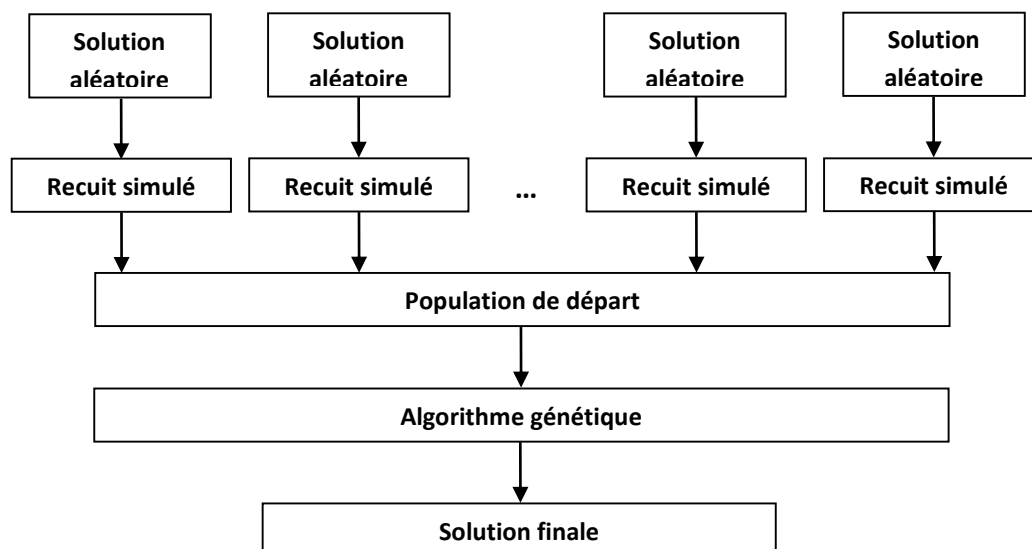 Solution
aléatoire
Solution
aléatoire
Solution
aléatoire
Solution
aléatoire
Recuit simulé
Recuit simulé
...
Recuit simulé
Recuit simulé
Population de départ
Algorithme génétique
Solution finale